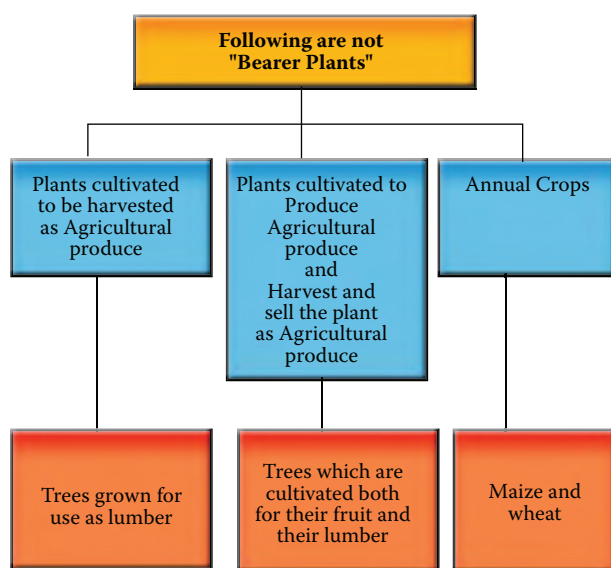 Following are not
"Bearer Plants"
Plants cultivated
to be harvested
as Agricultural
produce
Plants cultivated to
Produce
Agricultural
produce
and
Harvest and
sell the plant
as Agricultural
produce
Annual Crops
Trees grown for
use as lumber
Trees which are
cultivated both
for their fruit and
their lumber
Maize and
wheat